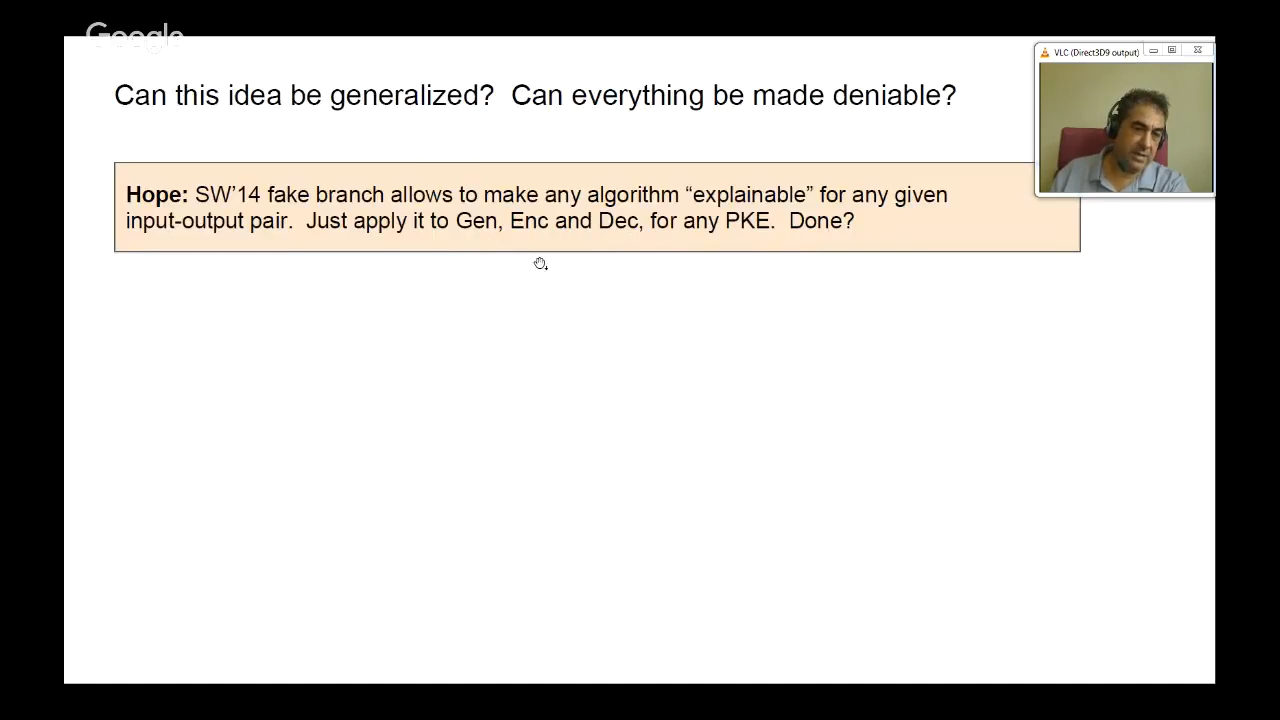 Google
VLC (Direct3D9 output)
Can this idea be generalized? Can everything be made deniable?
Hope: SW’14 fake branch allows to make any algorithm “explainable” for any given
input-output pair. Just apply it to Gen, Enc and Dec, for any PKE. Done?